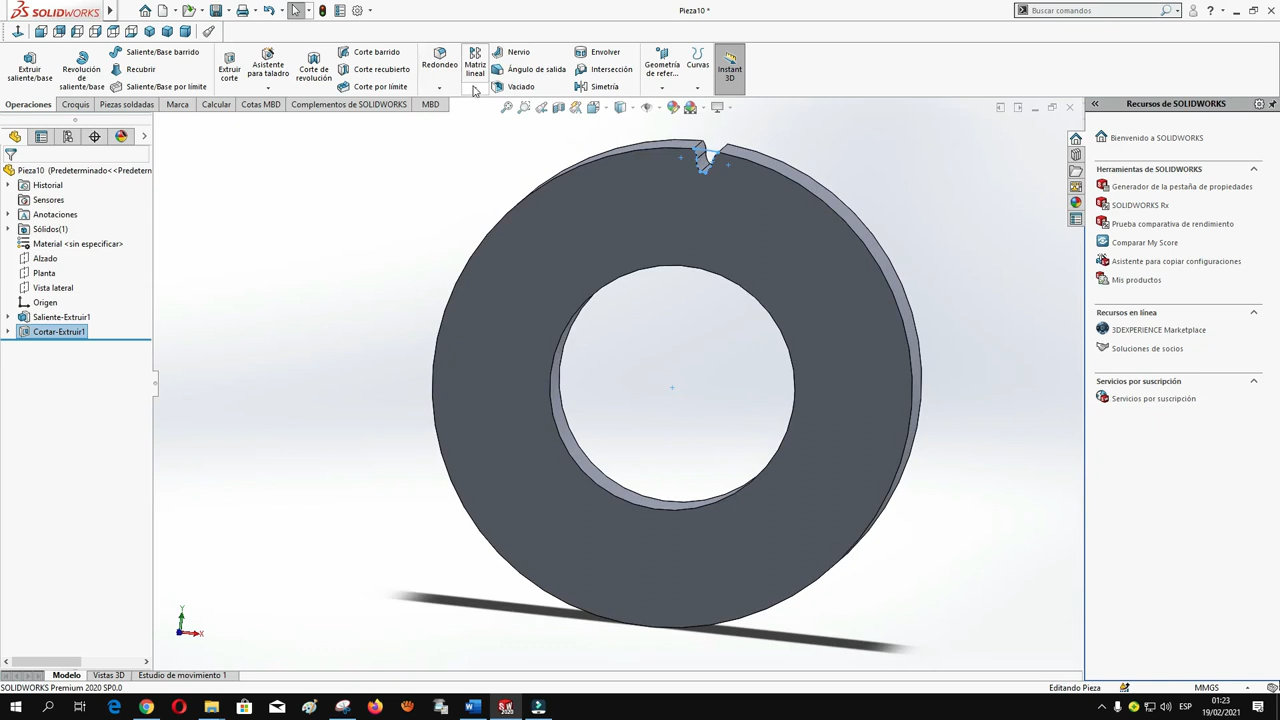 SOLIDWORKS
Pieza10 *
Buscar comandos
Extruir saliente/base
Revolución de saliente/base
Saliente/Base barrido
Recubrir
Saliente/Base por límite
Extruir corte
Asistente para taladro
Corte de revolución
Corte barrido
Corte recubierto
Corte por límite
Redondeo
Matriz lineal
Nervio
Ángulo de salida
Vaciado
Envolver
Intersección
Simetría
Geometría de refer...
Curvas
Instant 3D
Operaciones
Croquis
Piezas soldadas
Marca
Calcular
Cotas MBD
Complementos de SOLIDWORKS
MBD
Pieza10 (Predeterminado<<Predetern
Historial
Sensores
Anotaciones
Sólidos(1)
Material <sin especificar>
Alzado
Planta
Vista lateral
Origen
Saliente-Extruir1
Cortar-Extruir1
Y
X
Recursos de SOLIDWORKS
Bienvenido a SOLIDWORKS
Herramientas de SOLIDWORKS
Generador de la pestaña de propiedades
SOLIDWORKS Rx
Prueba comparativa de rendimiento
Comparar My Score
Asistente para copiar configuraciones
Mis productos
Recursos en línea
3DEXPERIENCE Marketplace
Soluciones de socios
Servicios por suscripción
Servicios por suscripción
Modelo
Vistas 3D
Estudio de movimiento 1
SOLIDWORKS Premium 2020 SP0.0
Editando Pieza
MMGS
ESP
01:23
19/02/2021